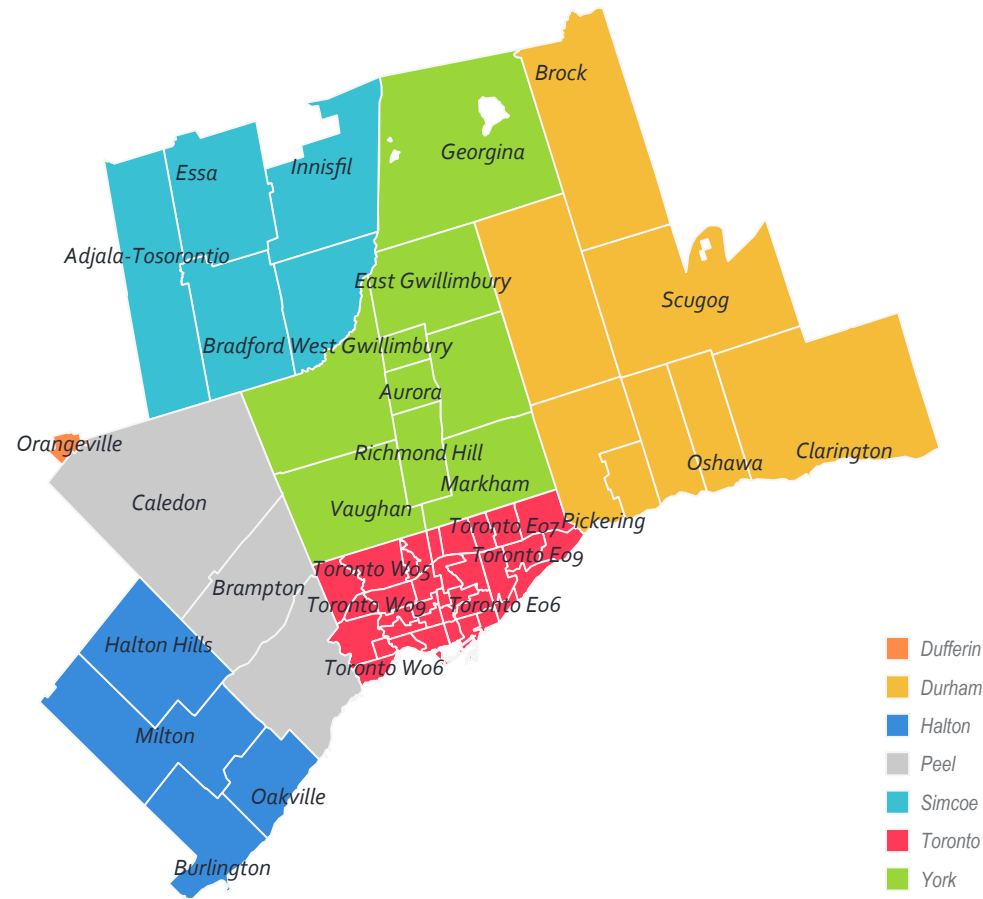 Brock
Georgina
Innisfil
Essa
Adjala-Tosorontio
East Gwillimbury
Scugog
Bradford West Gwillimbury
Aurora
Orangeville
Richmond Hill
Clarington
Oshawa
Markham
Caledon
Vaughan
Pickering
Toronto E07
Toronto E09
Toronto W05
Brampton
Toronto W09
Toronto E06
Halton Hills
Toronto W06
Milton
Oakville
Burlington
Dufferin
Durham
Halton
Peel
Simcoe
Toronto
York